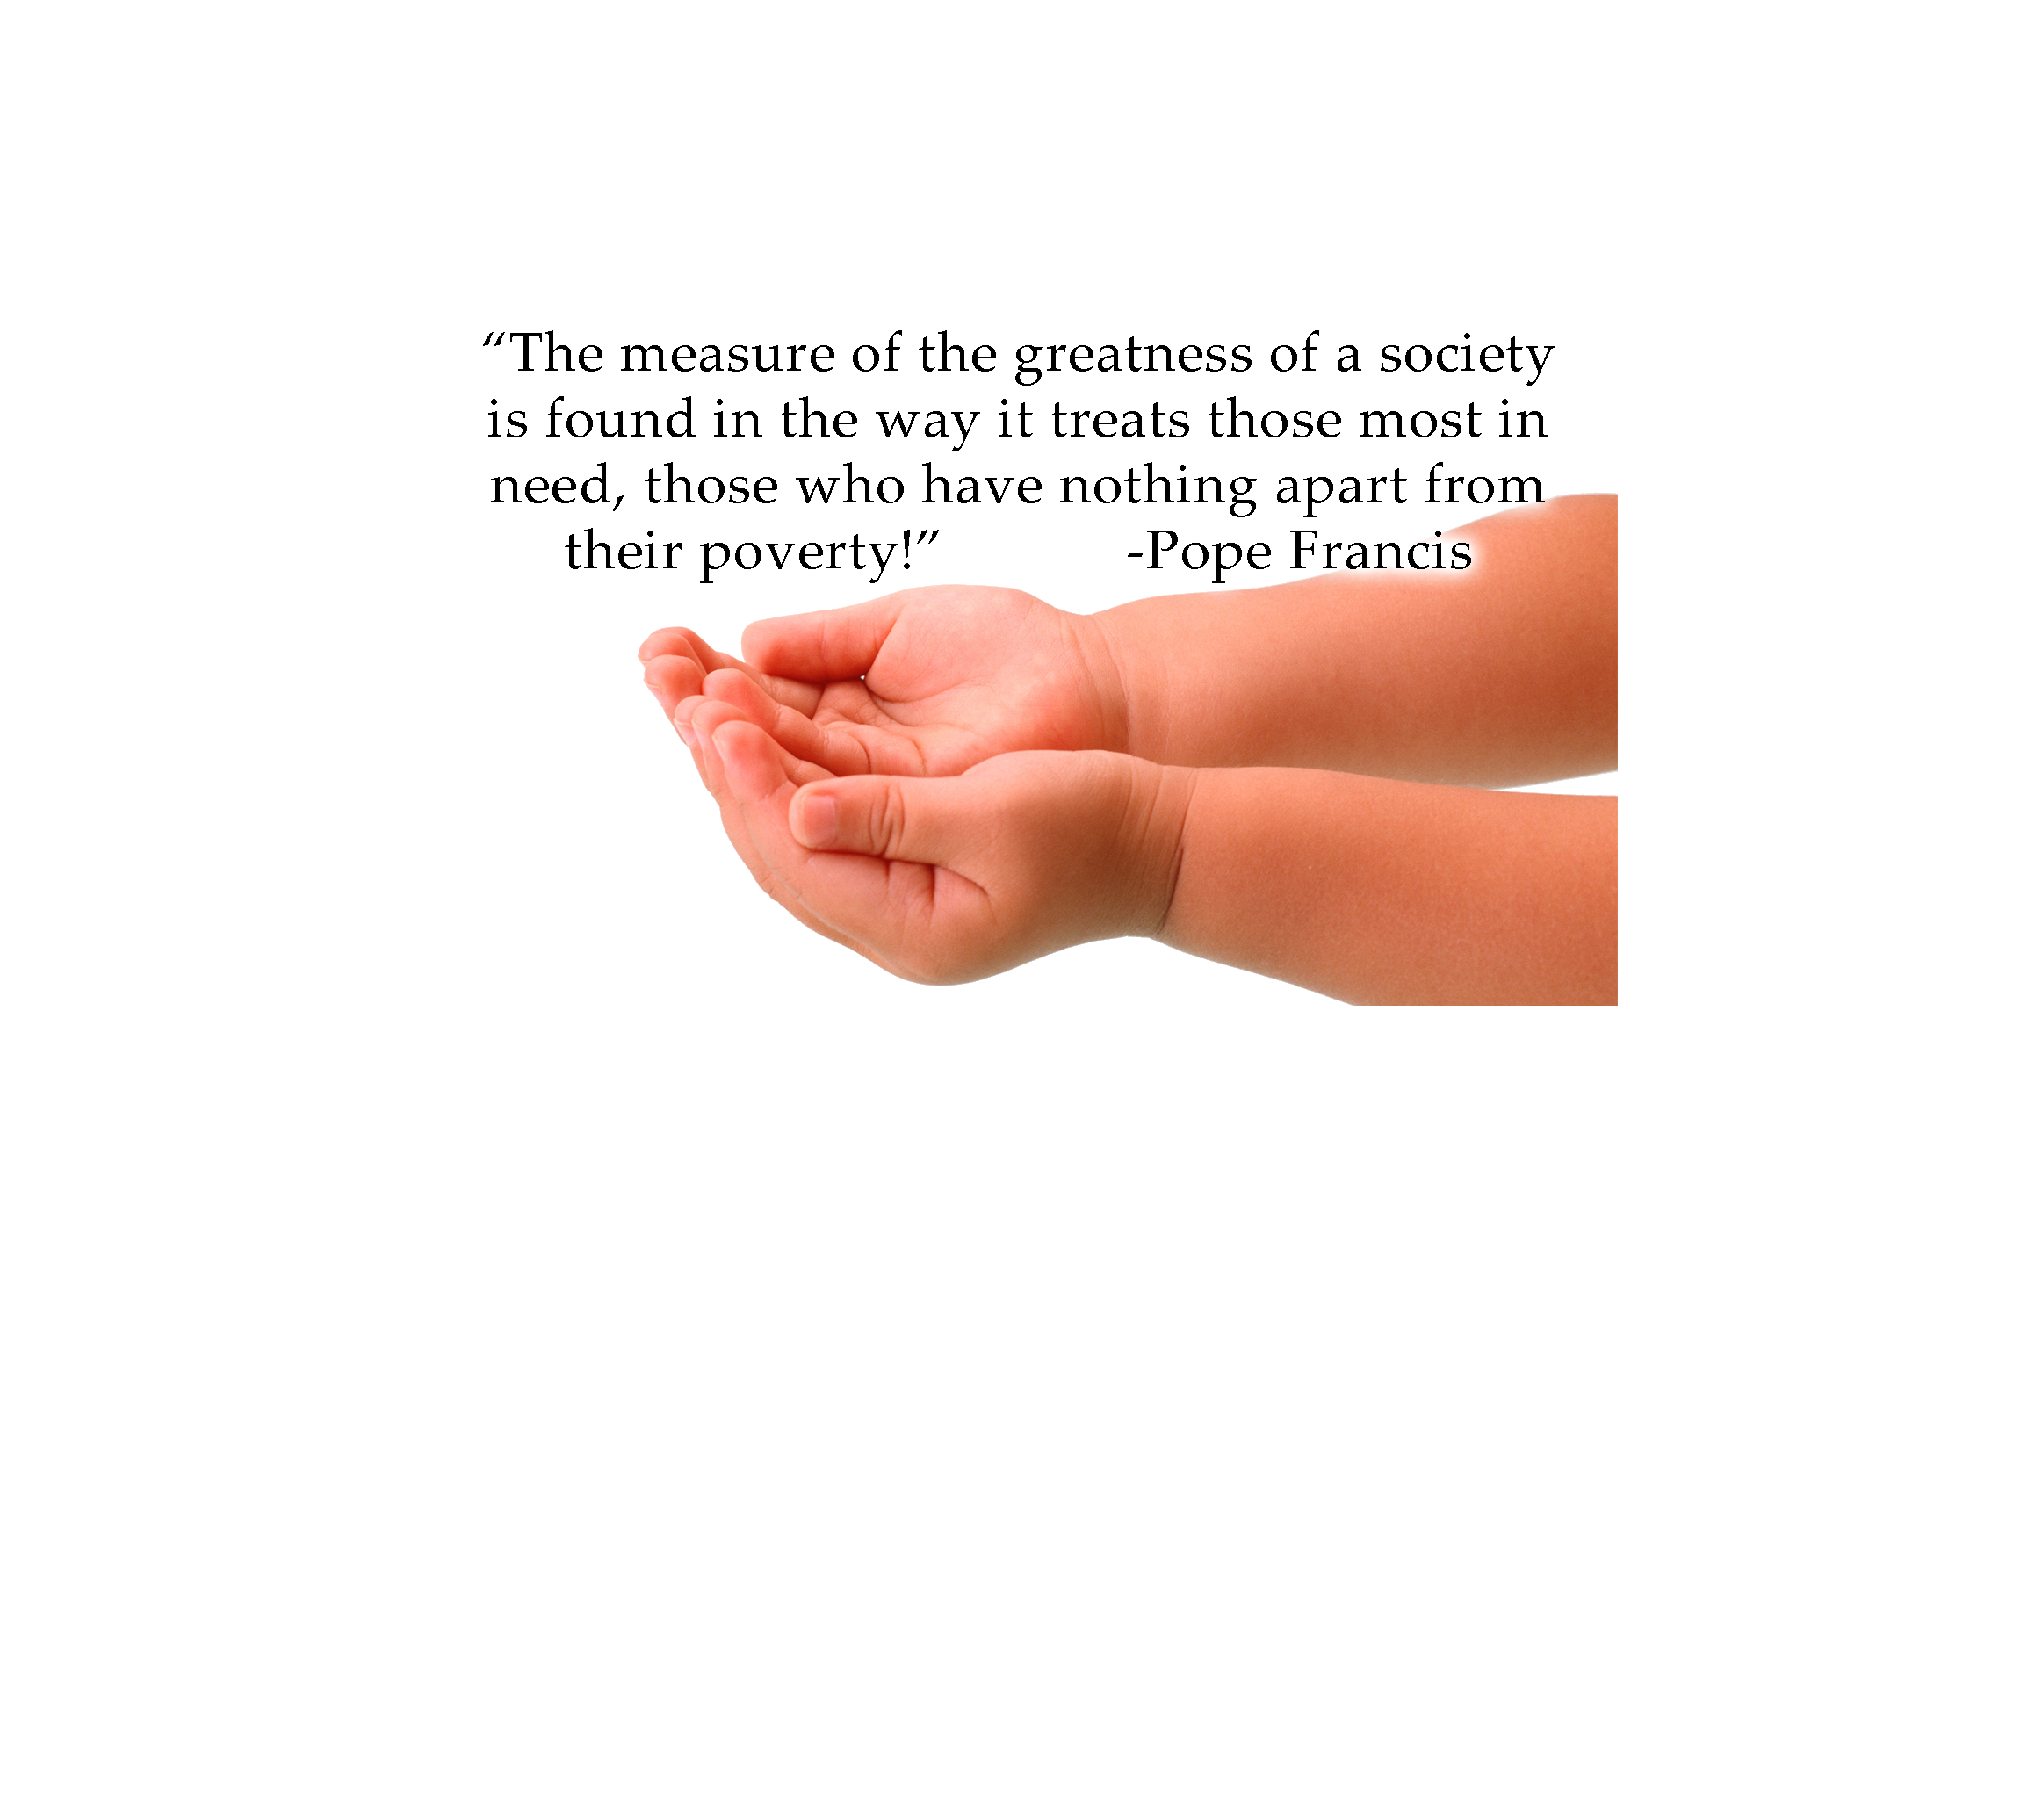 “The measure of the greatness of a society
is found in the way it treats those most in
need, those who have nothing apart from
their poverty!” -Pope Francis